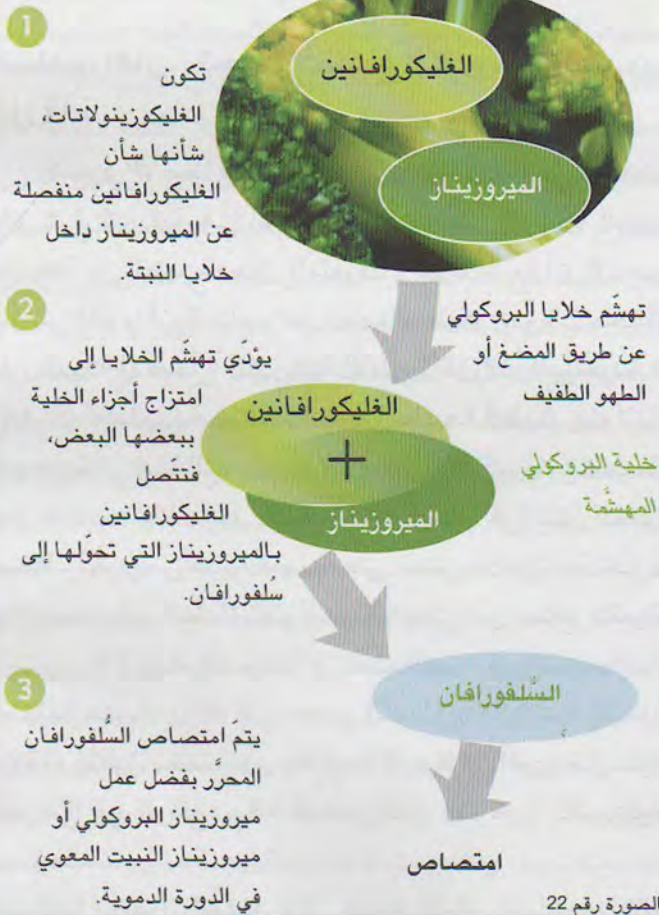 1
الغليكورافانين
الميروزيناز
تكون
الغليكوزينولاتات،
شأنها شأن
الغليكورافانين منفصلة
عن الميروزيناز داخل
خلايا النبتة.
تهشّم خلايا البروكولي
عن طريق المضغ أو
الطهو الطفيف
خلية البروكولي
المهشَّمة
2
يؤدّي تهشّم الخلايا إلى
امتزاج أجزاء الخلية
ببعضها البعض،
فتتصل
الغليكورافانين
بالميروزيناز التي تحوّلها إلى
سُلفورافان.
الغليكورافانين
+
الميروزيناز
السُّلفورافان
3
يتمّ امتصاص السُّلفورافان
المحرَّر بفضل عمل
ميروزيناز البروكولي أو
ميروزيناز النبيت المعوي
في الدورة الدموية.
امتصاص
الصورة رقم 22